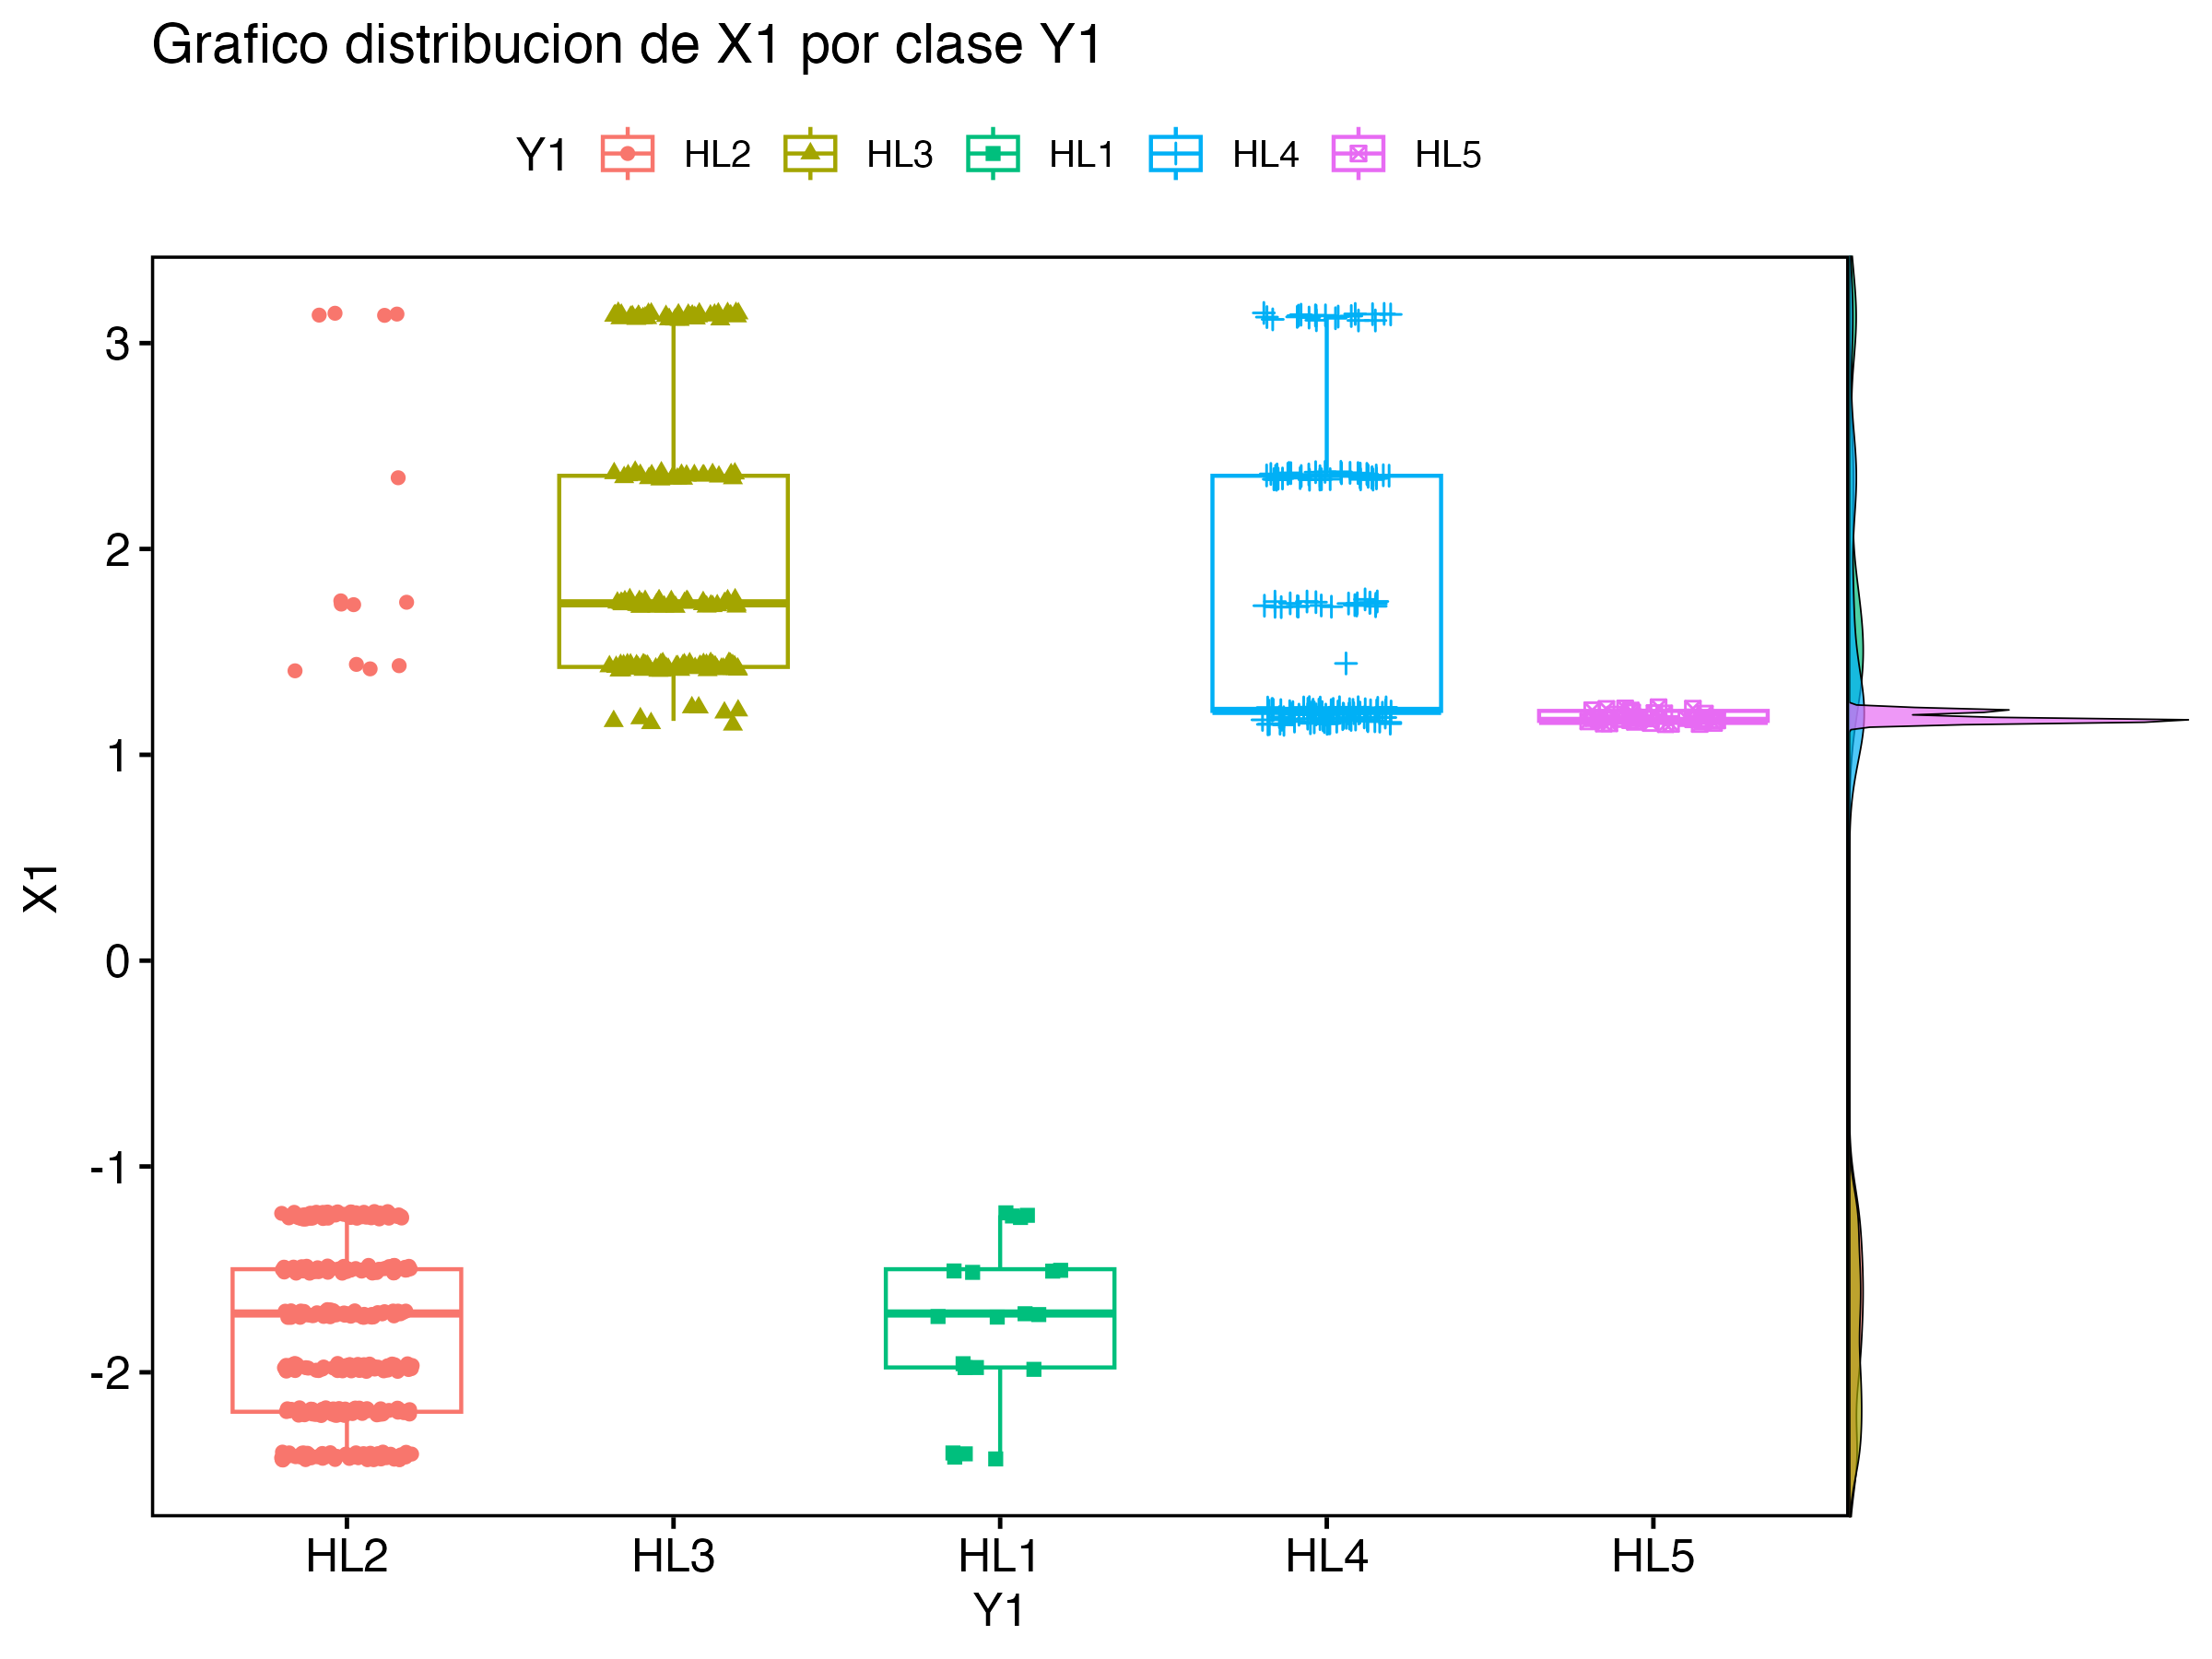 Grafico distribucion de X1 por clase Y1
Y1 HL2 HL3 HL1 HL4 HL5
3
2
1
0
-1
-2
X1
HL2 HL3 HL1 HL4 HL5
Y1